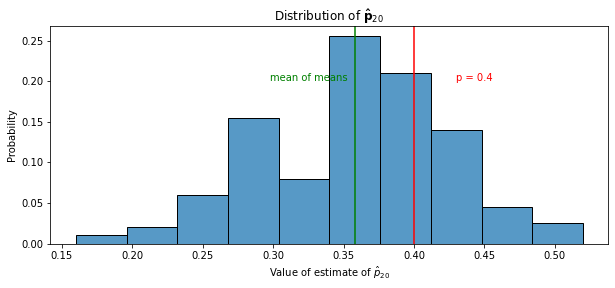 Distribution of p̂₂₀
0.25
0.20
0.15
0.10
0.05
0.00
Probability
mean of means
p = 0.4
0.15 0.20 0.25 0.30 0.35 0.40 0.45 0.50
Value of estimate of p̂₂₀